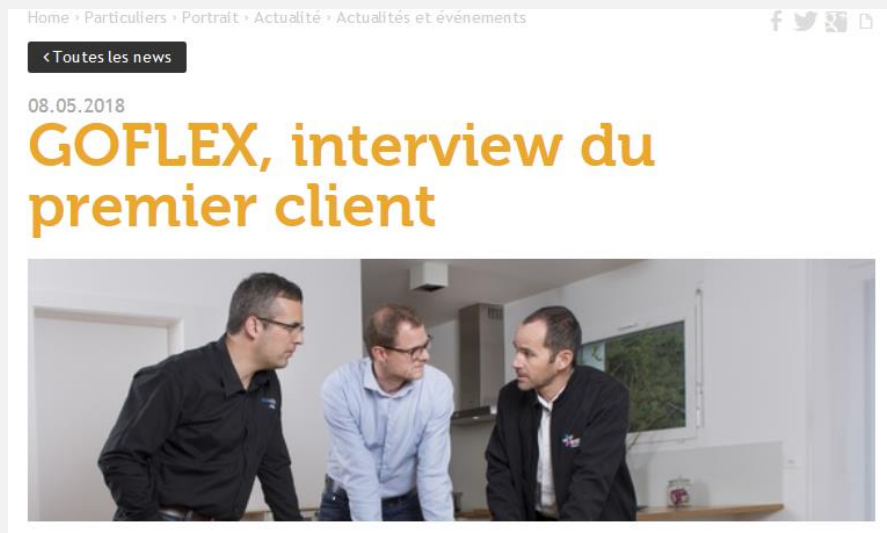 Home › Particuliers › Portrait › Actualité › Actualités et événements
‹ Toutes les news
08.05.2018
GOFLEX, interview du
premier client